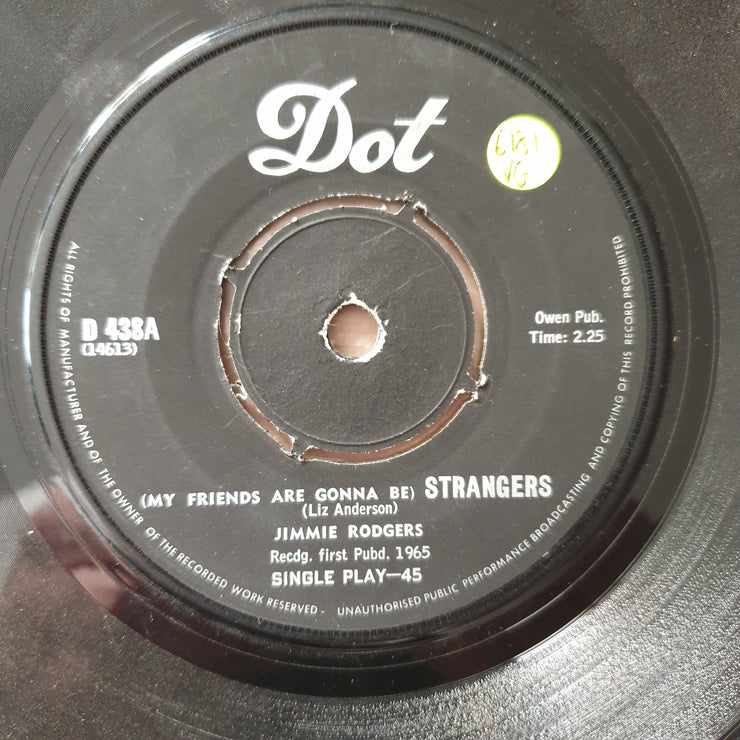 Dot
6181
VG
D 438A
(14613)
Owen Pub.
Time: 2.25
(MY FRIENDS ARE GONNA BE) STRANGERS
(Liz Anderson)
JIMMIE RODGERS
Recdg. first Pubd. 1965
SINGLE PLAY—45
ALL RIGHTS OF MANUFACTURER AND OF THE OWNER OF THE RECORDED WORK RESERVED - UNAUTHORISED PUBLIC PERFORMANCE BROADCASTING AND COPYING OF THIS RECORD PROHIBITED